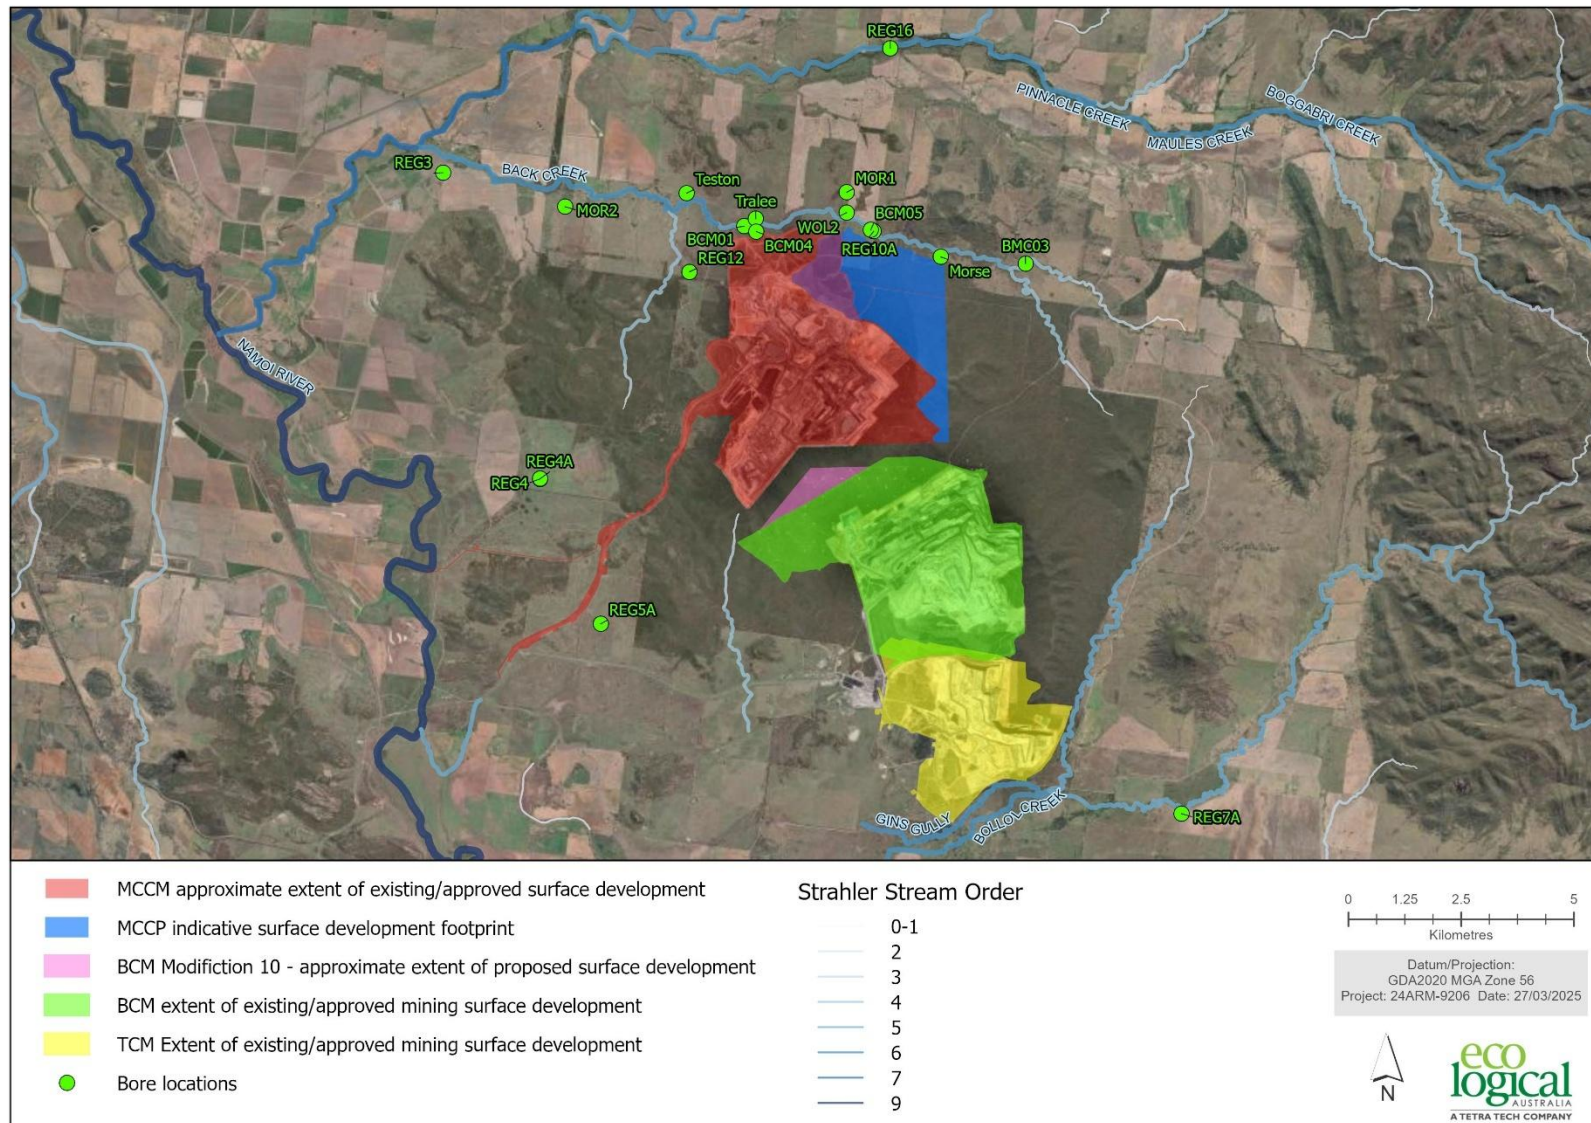 REG16
PINNACLE CREEK
BOGGABRI CREEK
MAULES CREEK
REG3
BACK CREEK
Teston
MOR1
MOR2
Tralee
BCM01
BCM04
WOL2
BCM05
REG10A
REG12
Morse
BMC03
NAMOI RIVER
REG4A
REG4
REG5A
GINS GULLY
CREEK
REG7A
MCCM approximate extent of existing/approved surface development
MCCP indicative surface development footprint
BCM Modifiction 10 - approximate extent of proposed surface development
BCM extent of existing/approved mining surface development
TCM Extent of existing/approved mining surface development
Bore locations
Strahler Stream Order
0-1
2
3
4
5
6
7
9
0 1.25 2.5 5
Kilometres
Datum/Projection:
GDA2020 MGA Zone 56
Project: 24ARM-9206 Date: 27/03/2025
N
eco
logical
AUSTRALIA
A TETRA TECH COMPANY